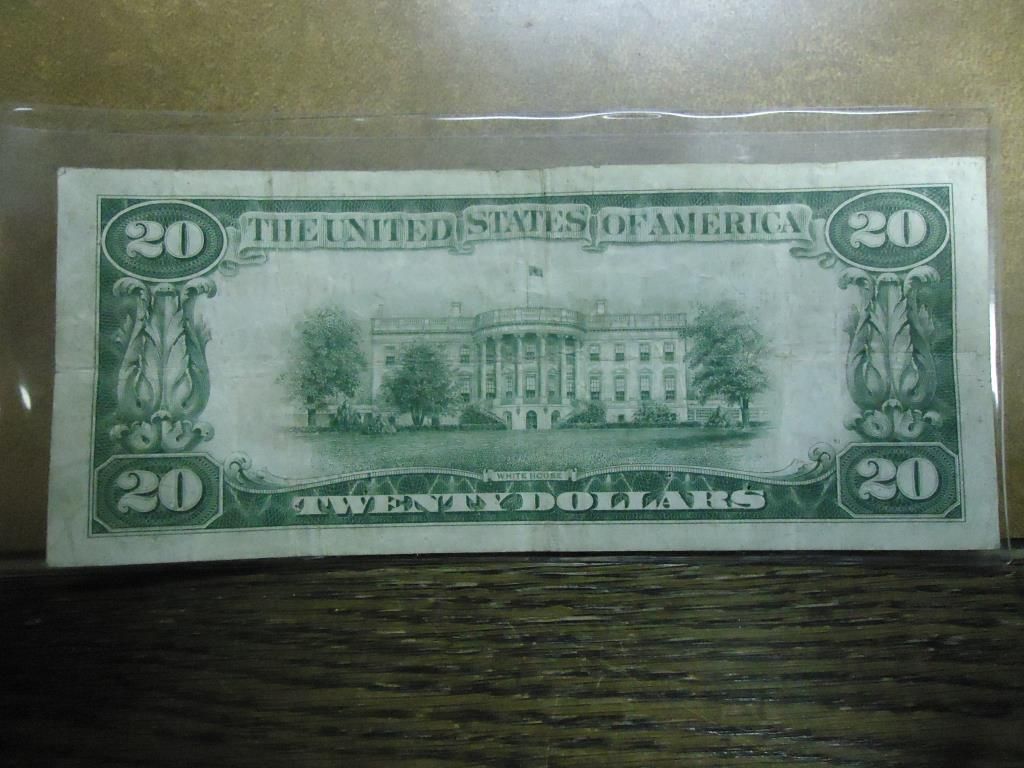 20 THE UNITED STATES OF AMERICA 20
WHITE HOUSE
20 TWENTY DOLLARS 20